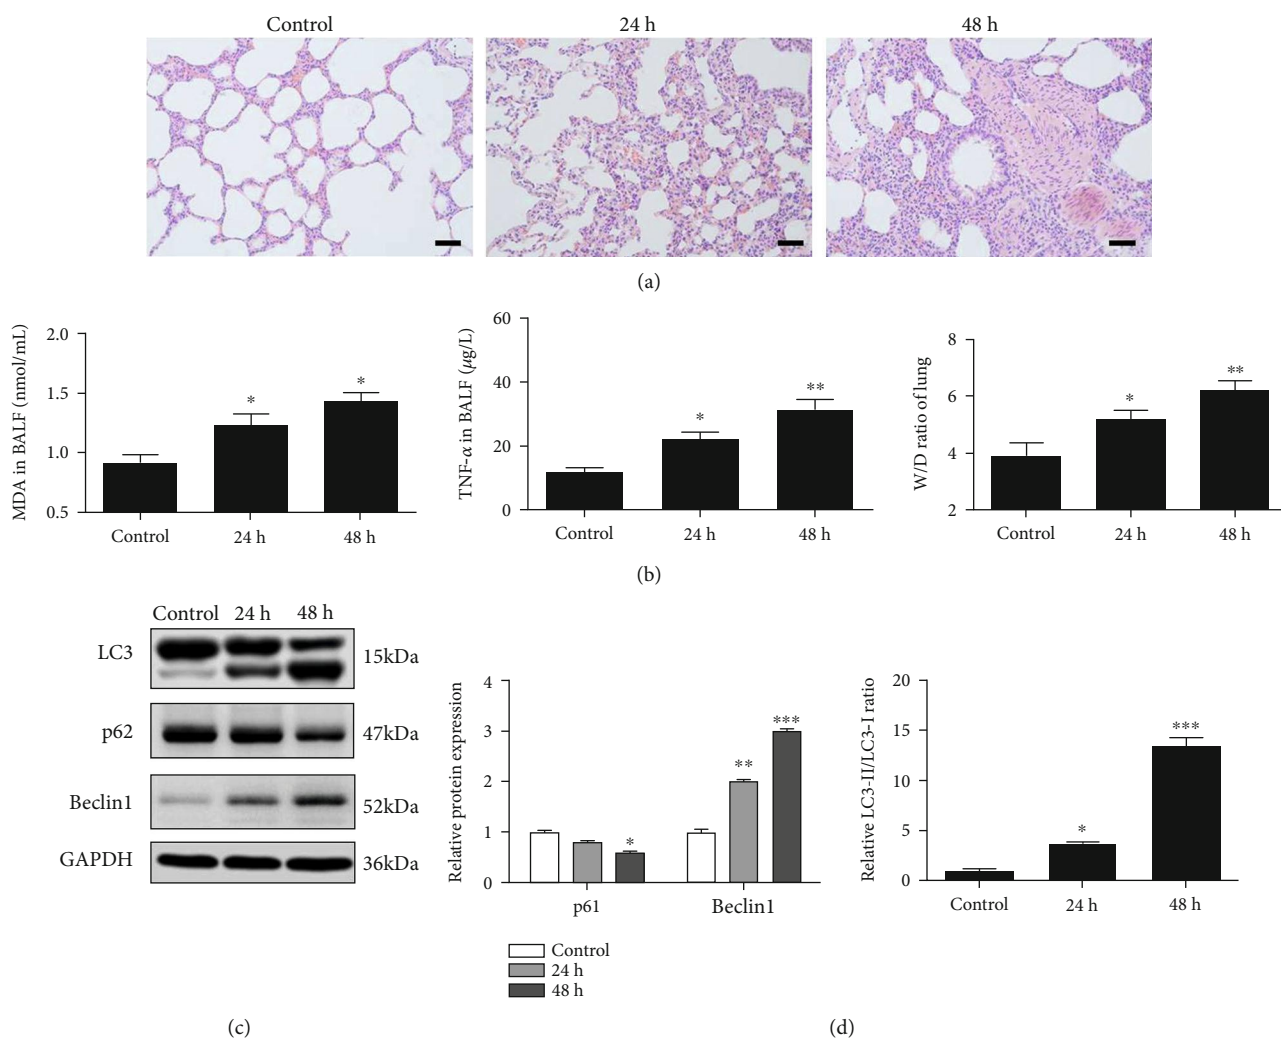 Control 24 h 48 h
(a)
MDA in BALF (nmol/mL)
2.0
1.5
1.0
0.5
* *
Control 24 h 48 h
TNF-α in BALF (μg/L)
60
40
20
0
* **
Control 24 h 48 h
W/D ratio of lung
8
6
4
2
* **
Control 24 h 48 h
(b)
Control 24 h 48 h
LC3 15kDa
p62 47kDa
Beclin1 52kDa
GAPDH 36kDa
(c)
Relative protein expression
4
3
2
1
0
* ** ***
p61 Beclin1
Control
24 h
48 h
Relative LC3-II/LC3-I ratio
20
15
10
5
0
* ***
Control 24 h 48 h
(d)